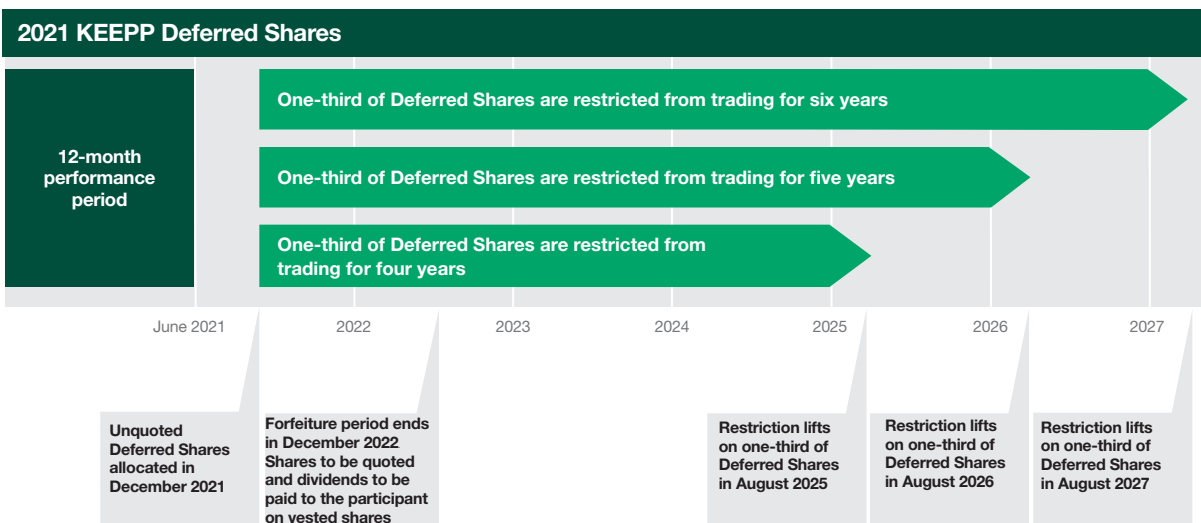 2021 KEEPP Deferred Shares
12-month
performance
period
One-third of Deferred Shares are restricted from trading for six years
One-third of Deferred Shares are restricted from trading for five years
One-third of Deferred Shares are restricted from
trading for four years
June 2021
2022
2023
2024
2025
2026
2027
Unquoted
Deferred Shares
allocated in
December 2021
Forfeiture period ends
in December 2022
Shares to be quoted
and dividends to be
paid to the participant
on vested shares
Restriction lifts
on one-third of
Deferred Shares
in August 2025
Restriction lifts
on one-third of
Deferred Shares
in August 2026
Restriction lifts
on one-third of
Deferred Shares
in August 2027